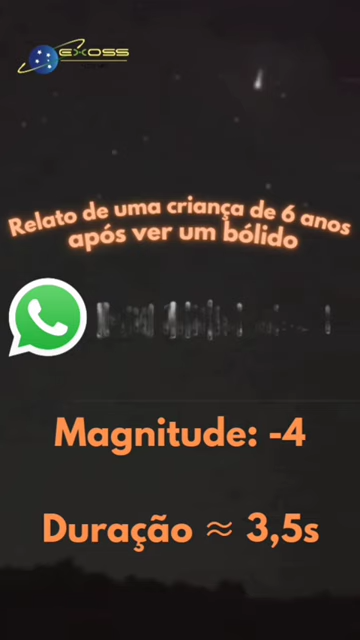 EXOSS
Relato de uma criança de 6 anos
após ver um bólido
Magnitude: -4
Duração ≈ 3,5s